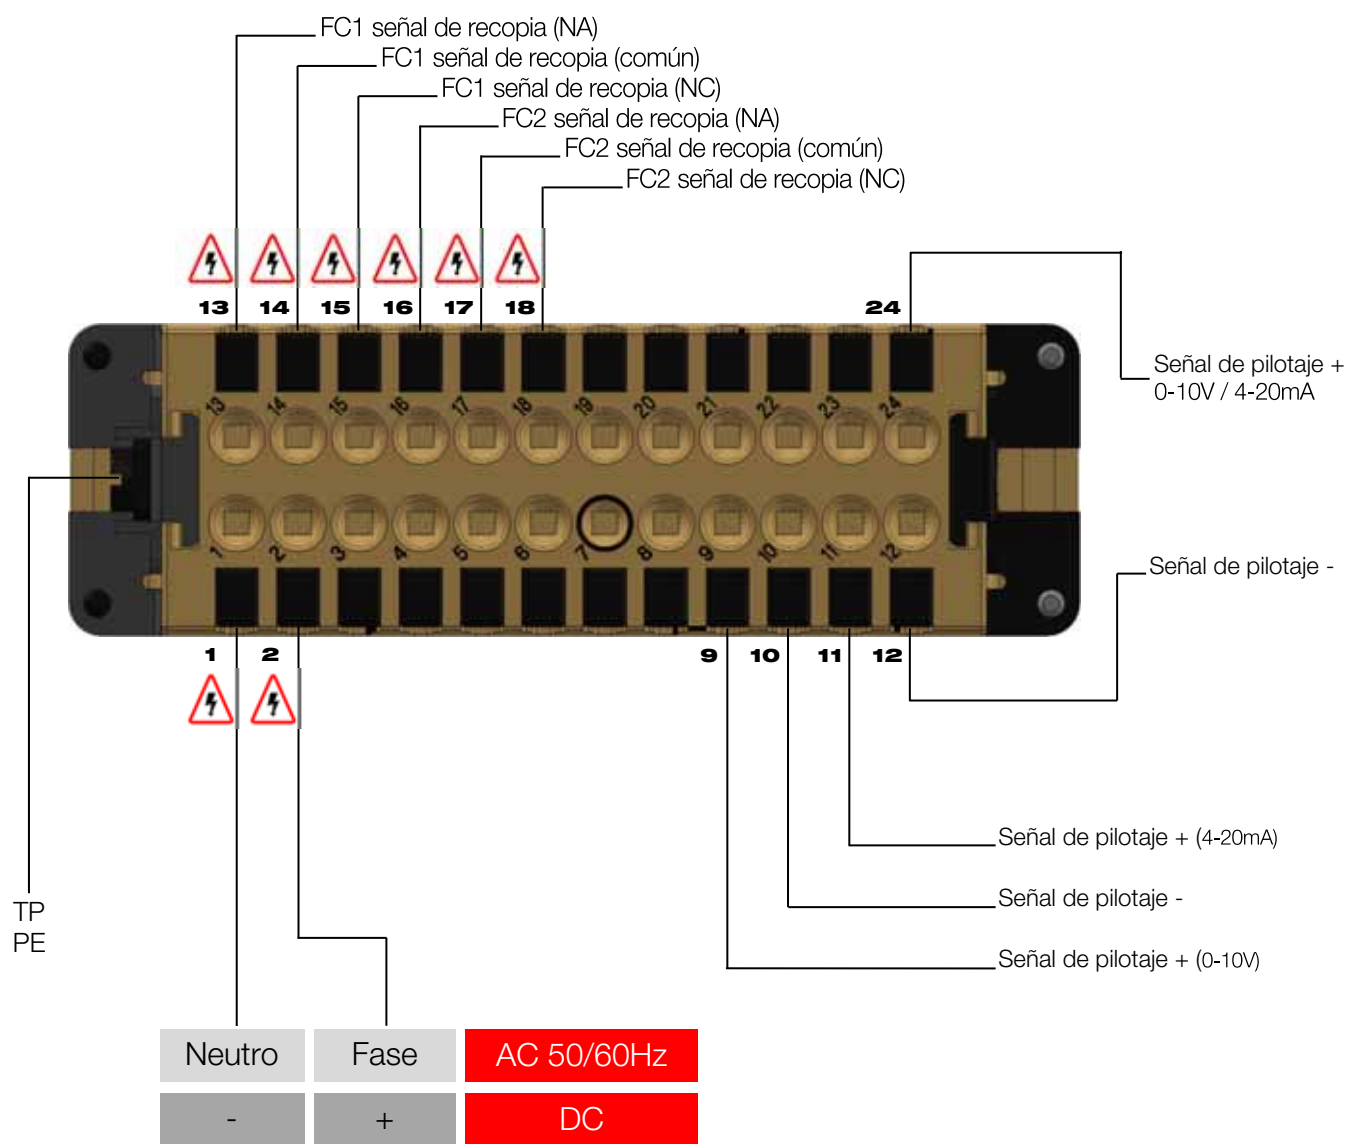 FC1 señal de recopia (NA)
FC1 señal de recopia (común)
FC1 señal de recopia (NC)
FC2 señal de recopia (NA)
FC2 señal de recopia (común)
FC2 señal de recopia (NC)
13 14 15 16 17 18 24
Señal de pilotaje +
0-10V / 4-20mA
13 14 15 16 17 18 19 20 21 22 23 24
1 2 3 4 5 6 7 8 9 10 11 12
Señal de pilotaje -
1 2 9 10 11 12
Señal de pilotaje + (4-20mA)
Señal de pilotaje -
Señal de pilotaje + (0-10V)
TP
PE
Neutro Fase AC 50/60Hz
- + DC